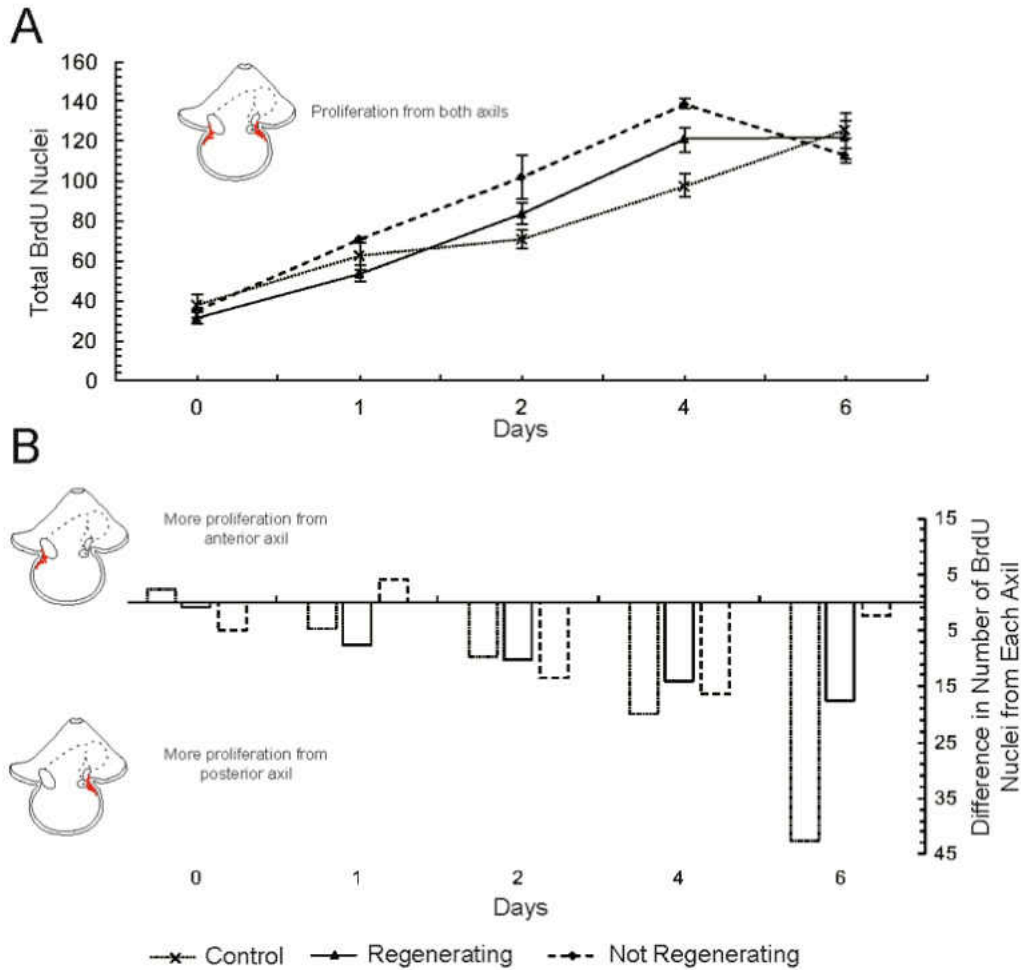 A
Total BrdU Nuclei
160
140
120
100
80
60
40
20
0
Proliferation from both axils
0 1 2 4 6
Days
B
More proliferation from
anterior axil
More proliferation from
posterior axil
15
5
5
15
25
35
45
Difference in Number of BrdU
Nuclei from Each Axil
0 1 2 4 6
Days
Control Regenerating Not Regenerating